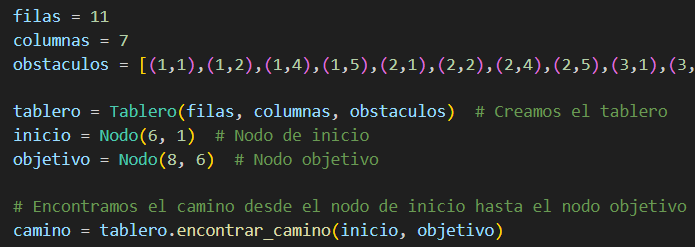 filas = 11
columnas = 7
obstaculos = [(1,1),(1,2),(1,4),(1,5),(2,1),(2,2),(2,4),(2,5),(3,1),(3,
tablero = Tablero(filas, columnas, obstaculos)  # Creamos el tablero
inicio = Nodo(6, 1)  # Nodo de inicio
objetivo = Nodo(8, 6)  # Nodo objetivo
# Encontramos el camino desde el nodo de inicio hasta el nodo objetivo
camino = tablero.encontrar_camino(inicio, objetivo)